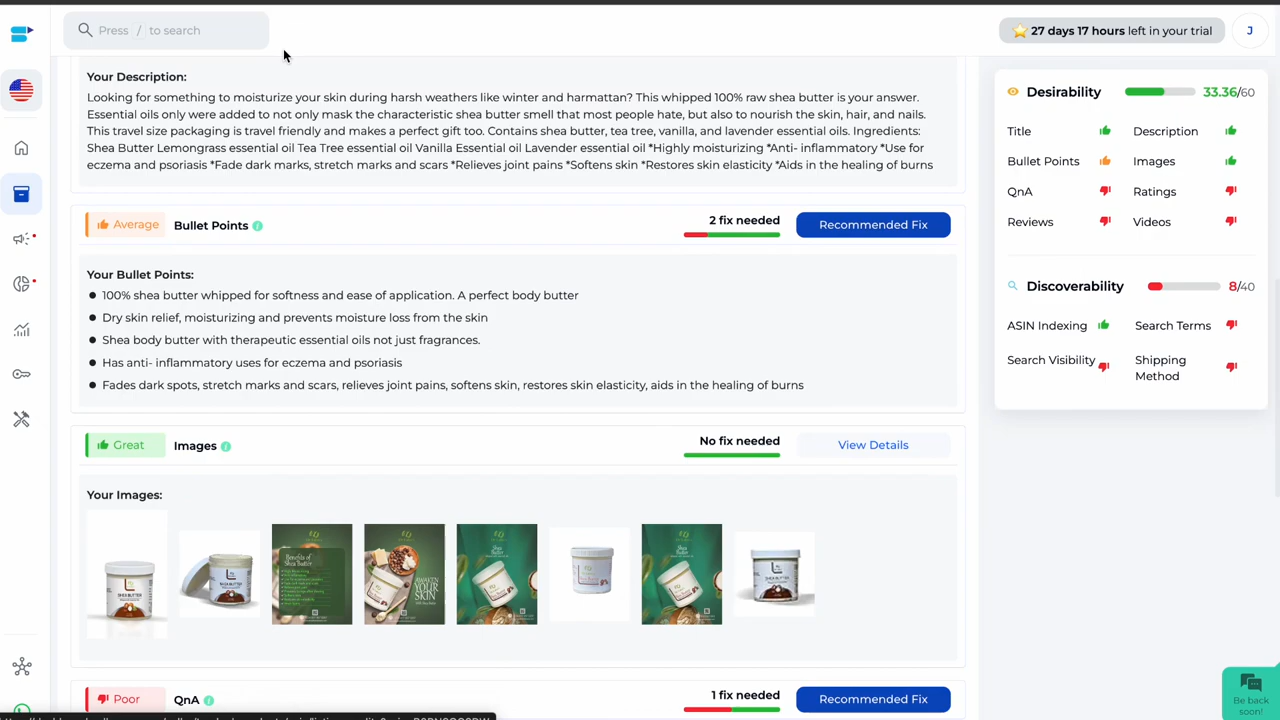 Press / to search
27 days 17 hours left in your trial
J
Your Description:
Looking for something to moisturize your skin during harsh weathers like winter and harmattan? This whipped 100% raw shea butter is your answer.
Essential oils only were added to not only mask the characteristic shea butter smell that most people hate, but also to nourish the skin, hair, and nails.
This travel size packaging is travel friendly and makes a perfect gift too. Contains shea butter, tea tree, vanilla, and lavender essential oils. Ingredients:
Shea Butter Lemongrass essential oil Tea Tree essential oil Vanilla Essential oil Lavender essential oil *Highly moisturizing *Anti- inflammatory *Use for
eczema and psoriasis *Fade dark marks, stretch marks and scars *Relieves joint pains *Softens skin *Restores skin elasticity *Aids in the healing of burns
Average Bullet Points 2 fix needed Recommended Fix
Your Bullet Points:
100% shea butter whipped for softness and ease of application. A perfect body butter
Dry skin relief, moisturizing and prevents moisture loss from the skin
Shea body butter with therapeutic essential oils not just fragrances.
Has anti- inflammatory uses for eczema and psoriasis
Fades dark spots, stretch marks and scars, relieves joint pains, softens skin, restores skin elasticity, aids in the healing of burns
Great Images No fix needed View Details
Your Images:
Benefits of
Shea Butter
AWAKEN
YOUR
SKIN
Shea
Butter
Shea
Butter
SHEA BUTTER
Poor QnA 1 fix needed Recommended Fix
Desirability 33.36/60
Title Description
Bullet Points Images
QnA Ratings
Reviews Videos
Discoverability 8/40
ASIN Indexing Search Terms
Search Visibility Shipping
Method
Be back
soon!